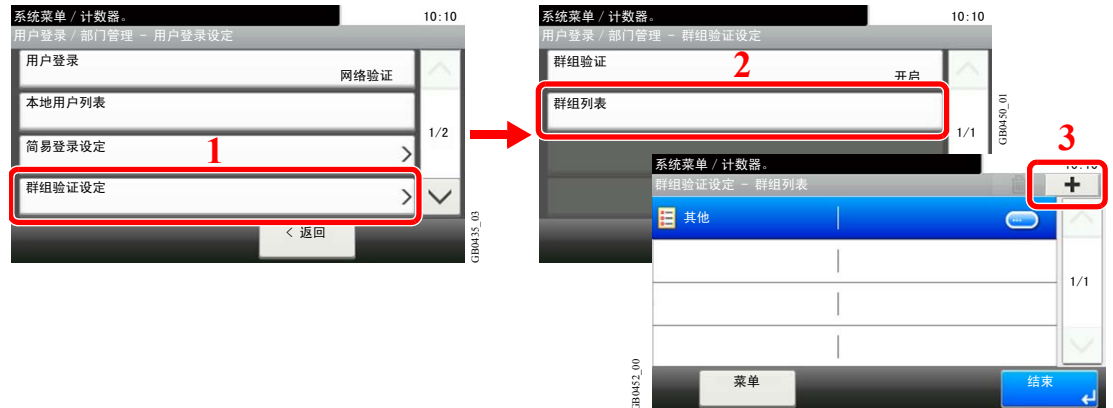 系统菜单 / 计数器。 10:10
用户登录 / 部门管理 - 用户登录设定
用户登录
网络验证
本地用户列表
1/2
简易登录设定
1
群组验证设定
< 返回
GB0435_03
系统菜单 / 计数器。 10:10
用户登录 / 部门管理 - 群组验证设定
群组验证
2
开启
群组列表
1/1
GB0450_01
3
系统菜单 / 计数器。 10:10
群组验证设定 - 群组列表
+
其他
1/1
菜单
结束
GB0452_00